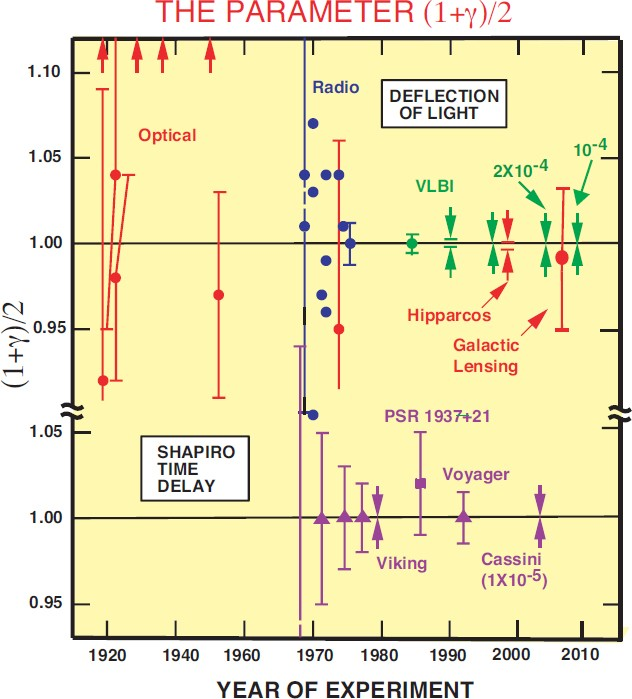 THE PARAMETER (1+γ)/2
1.10
1.05
1.00
0.95
1.05
1.00
0.95
(1+γ)/2
Optical
Radio
DEFLECTION
OF LIGHT
VLBI
2X10-4
10-4
Hipparcos
Galactic
Lensing
PSR 1937+21
SHAPIRO
TIME
DELAY
Voyager
Viking
Cassini
(1X10-5)
1920 1940 1960 1970 1980 1990 2000 2010
YEAR OF EXPERIMENT